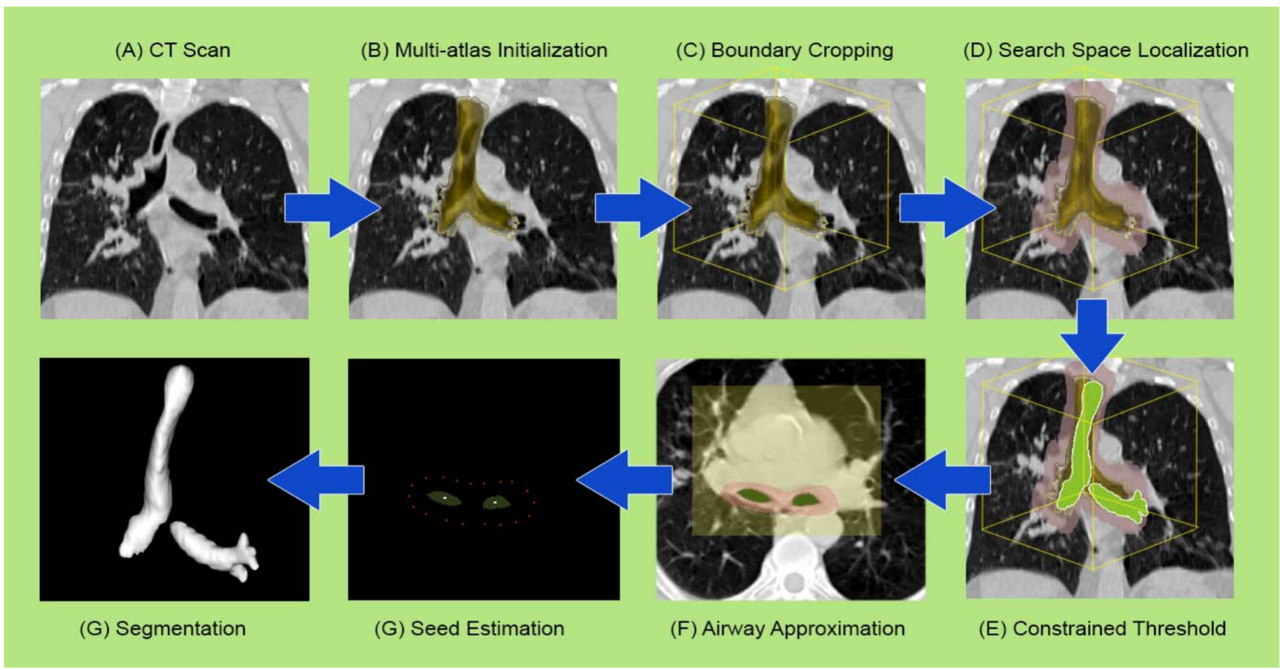 (A) CT Scan
(B) Multi-atlas Initialization
(C) Boundary Cropping
(D) Search Space Localization
(G) Segmentation
(G) Seed Estimation
(F) Airway Approximation
(E) Constrained Threshold